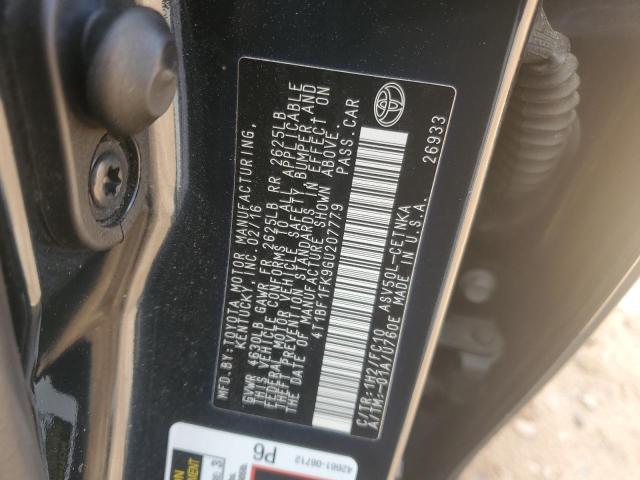 MFD.BY:TOYOTA MOTOR MANUFACTURING,
KENTUCKY, INC. 02/16
GVWR 4630LB GAWR FR 2625LB RR 2625LB
THIS VEHICLE CONFORMS TO ALL APPLICABLE
FEDERAL MOTOR VEHICLE SAFETY, BUMPER, AND
THEFT PREVENTION STANDARDS IN EFFECT ON
THE DATE OF MANUFACTURE SHOWN ABOVE.
4T1BF1FK9GU207779 PASS.CAR
C/TR:1H2/FC10 ASV50L-CETNKA
A/TM:-01A/U760E MADE IN U.S.A. 26933
P6
42661-06712